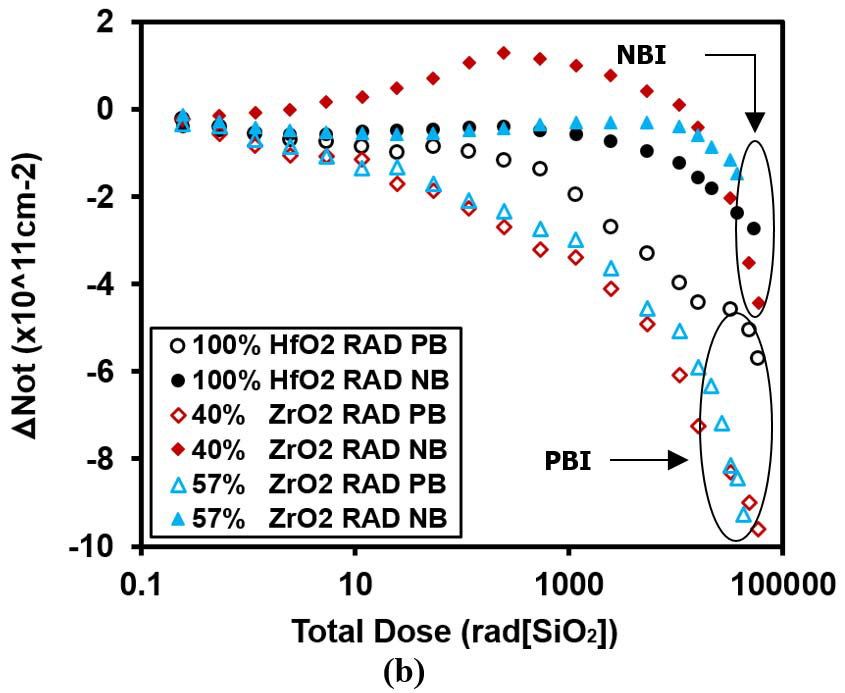 2
NBI
0
-2
-4
-6
-8
-10
ΔNot (x10^11cm-2)
100% HfO2 RAD PB
100% HfO2 RAD NB
40% ZrO2 RAD PB
40% ZrO2 RAD NB
57% ZrO2 RAD PB
57% ZrO2 RAD NB
PBI
0.1 10 1000 100000
Total Dose (rad[SiO₂])
(b)